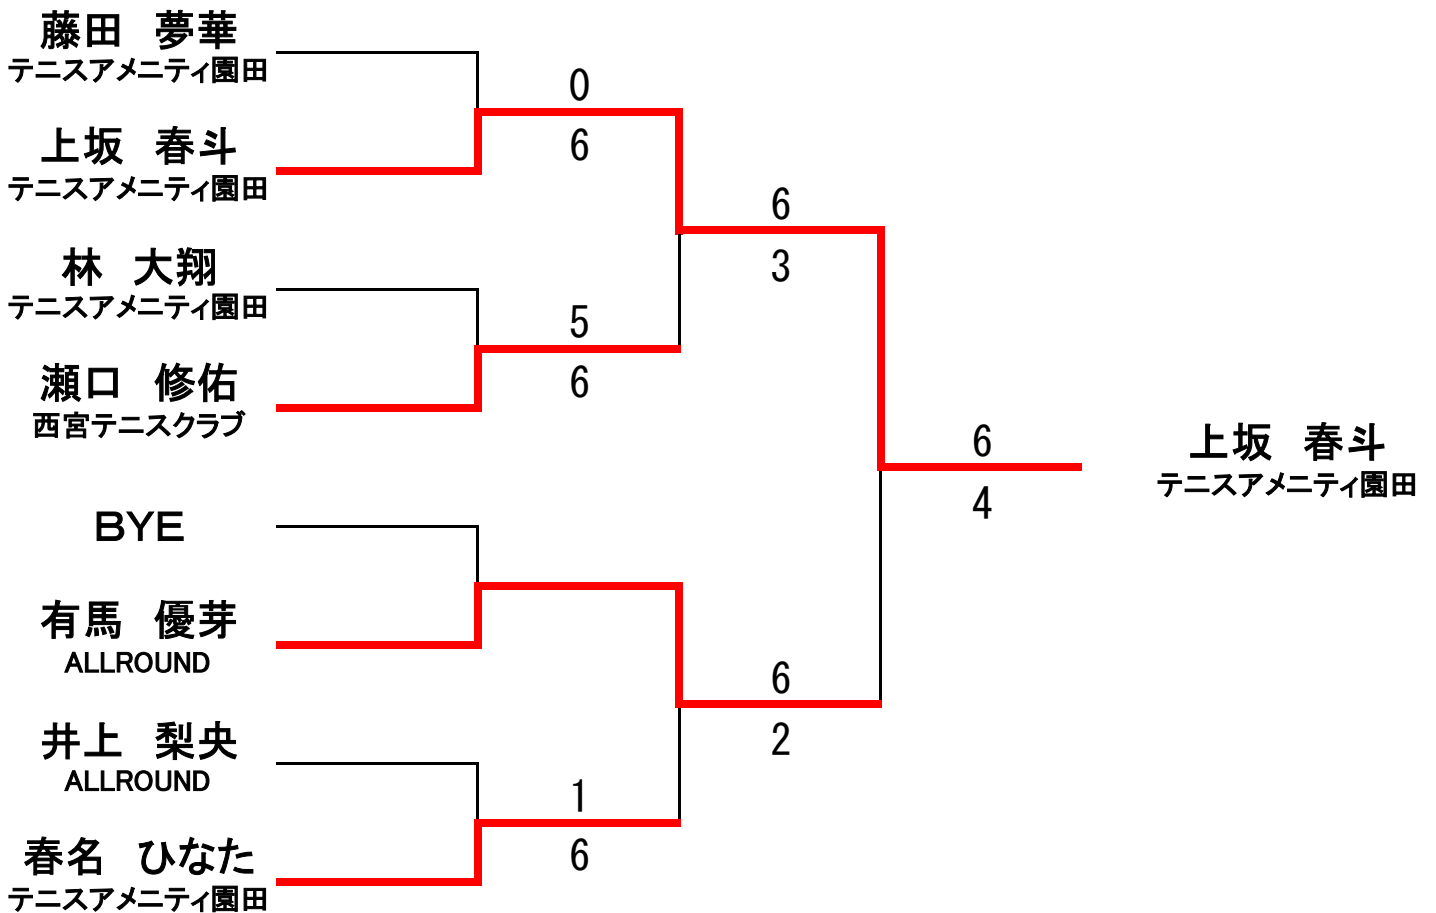 藤田　夢華
テニスアメニティ園田
0
6
上坂　春斗
テニスアメニティ園田
6
3
林　大翔
テニスアメニティ園田
5
6
瀬口　修佑
西宮テニスクラブ
6
4
上坂　春斗
テニスアメニティ園田
ＢＹＥ
有馬　優芽
ALLROUND
6
2
井上　梨央
ALLROUND
1
6
春名　ひなた
テニスアメニティ園田